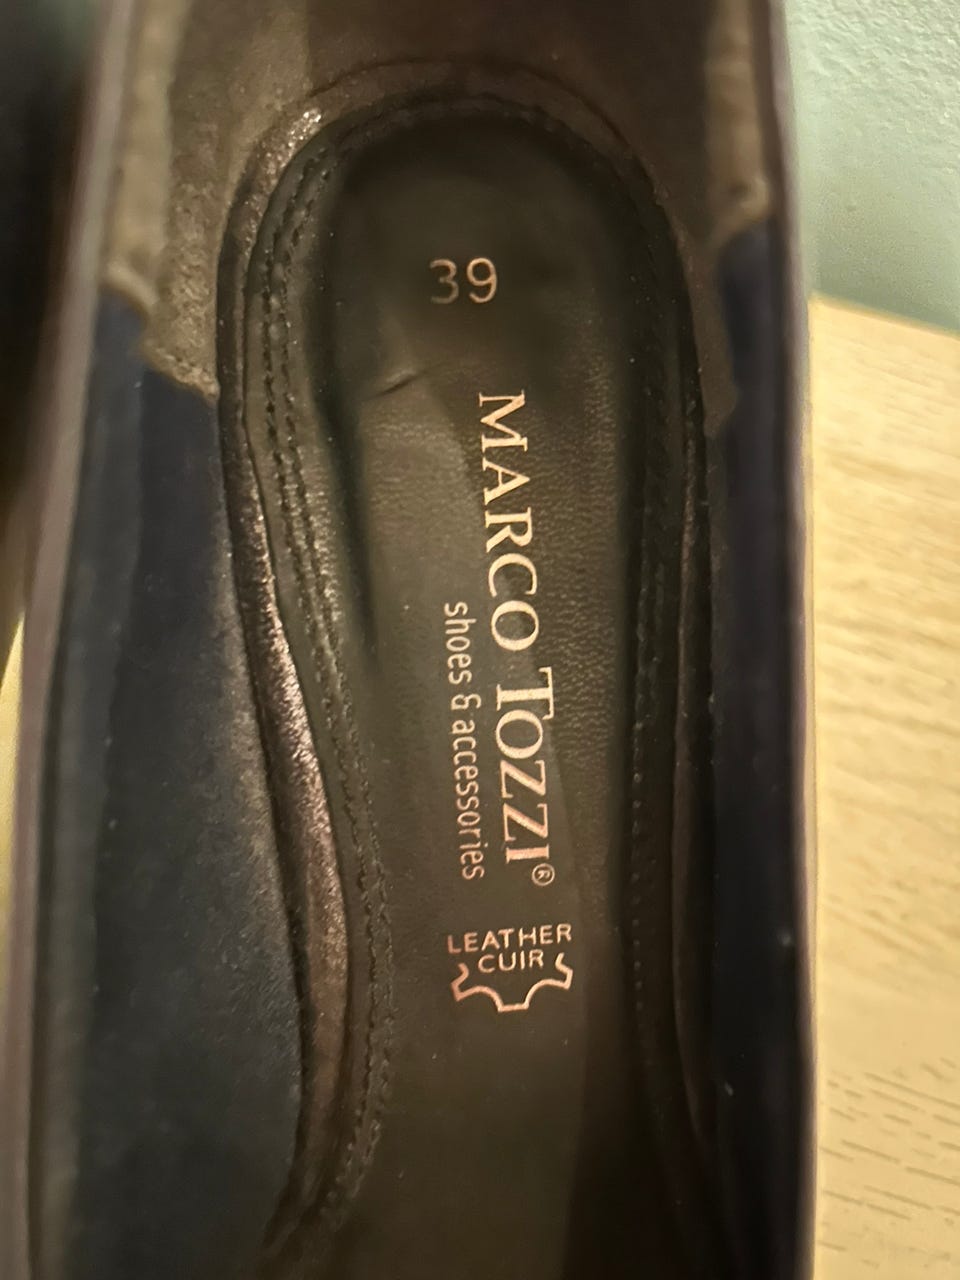 39
MARCO TOZZI®
shoes & accessories
LEATHER
CUIR